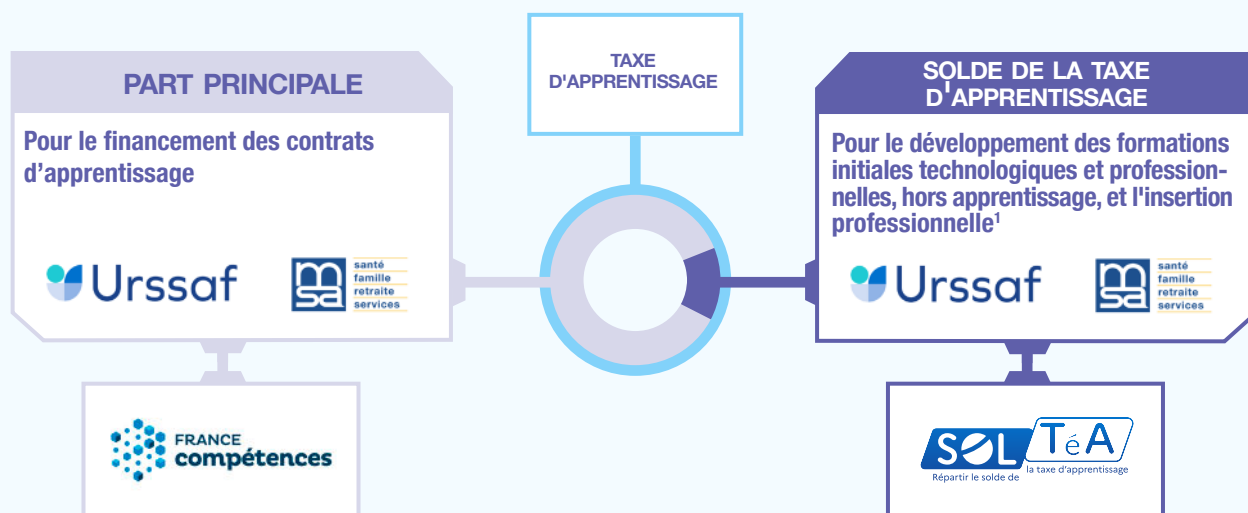 TAXE
D'APPRENTISSAGE
PART PRINCIPALE
Pour le financement des contrats
d'apprentissage
Urssaf
msa
santé
famille
retraite
services
FRANCE
compétences
SOLDE DE LA TAXE
D'APPRENTISSAGE
Pour le développement des formations
initiales technologiques et profession-
nelles, hors apprentissage, et l'insertion
professionnelle¹
Urssaf
msa
santé
famille
retraite
services
SOLTéA
Répartir le solde de la taxe d'apprentissage